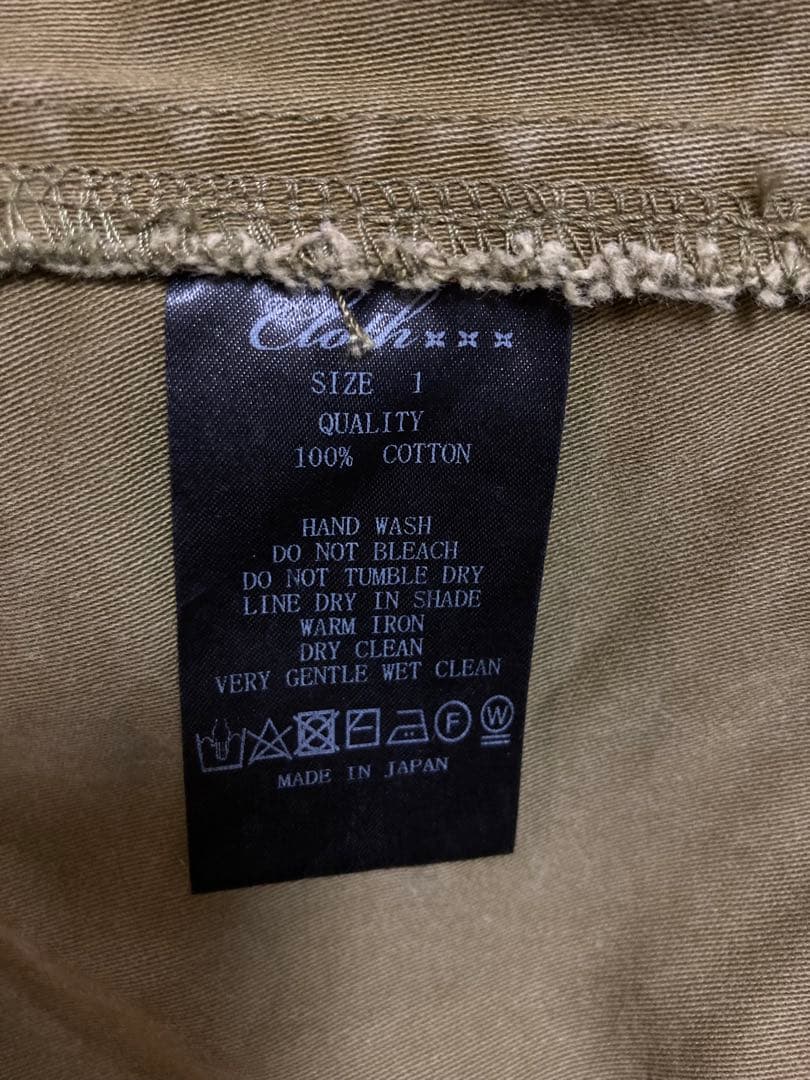 Cloth
SIZE 1
QUALITY
100% COTTON
HAND WASH
DO NOT BLEACH
DO NOT TUMBLE DRY
LINE DRY IN SHADE
WARM IRON
DRY CLEAN
VERY GENTLE WET CLEAN
F W
MADE IN JAPAN